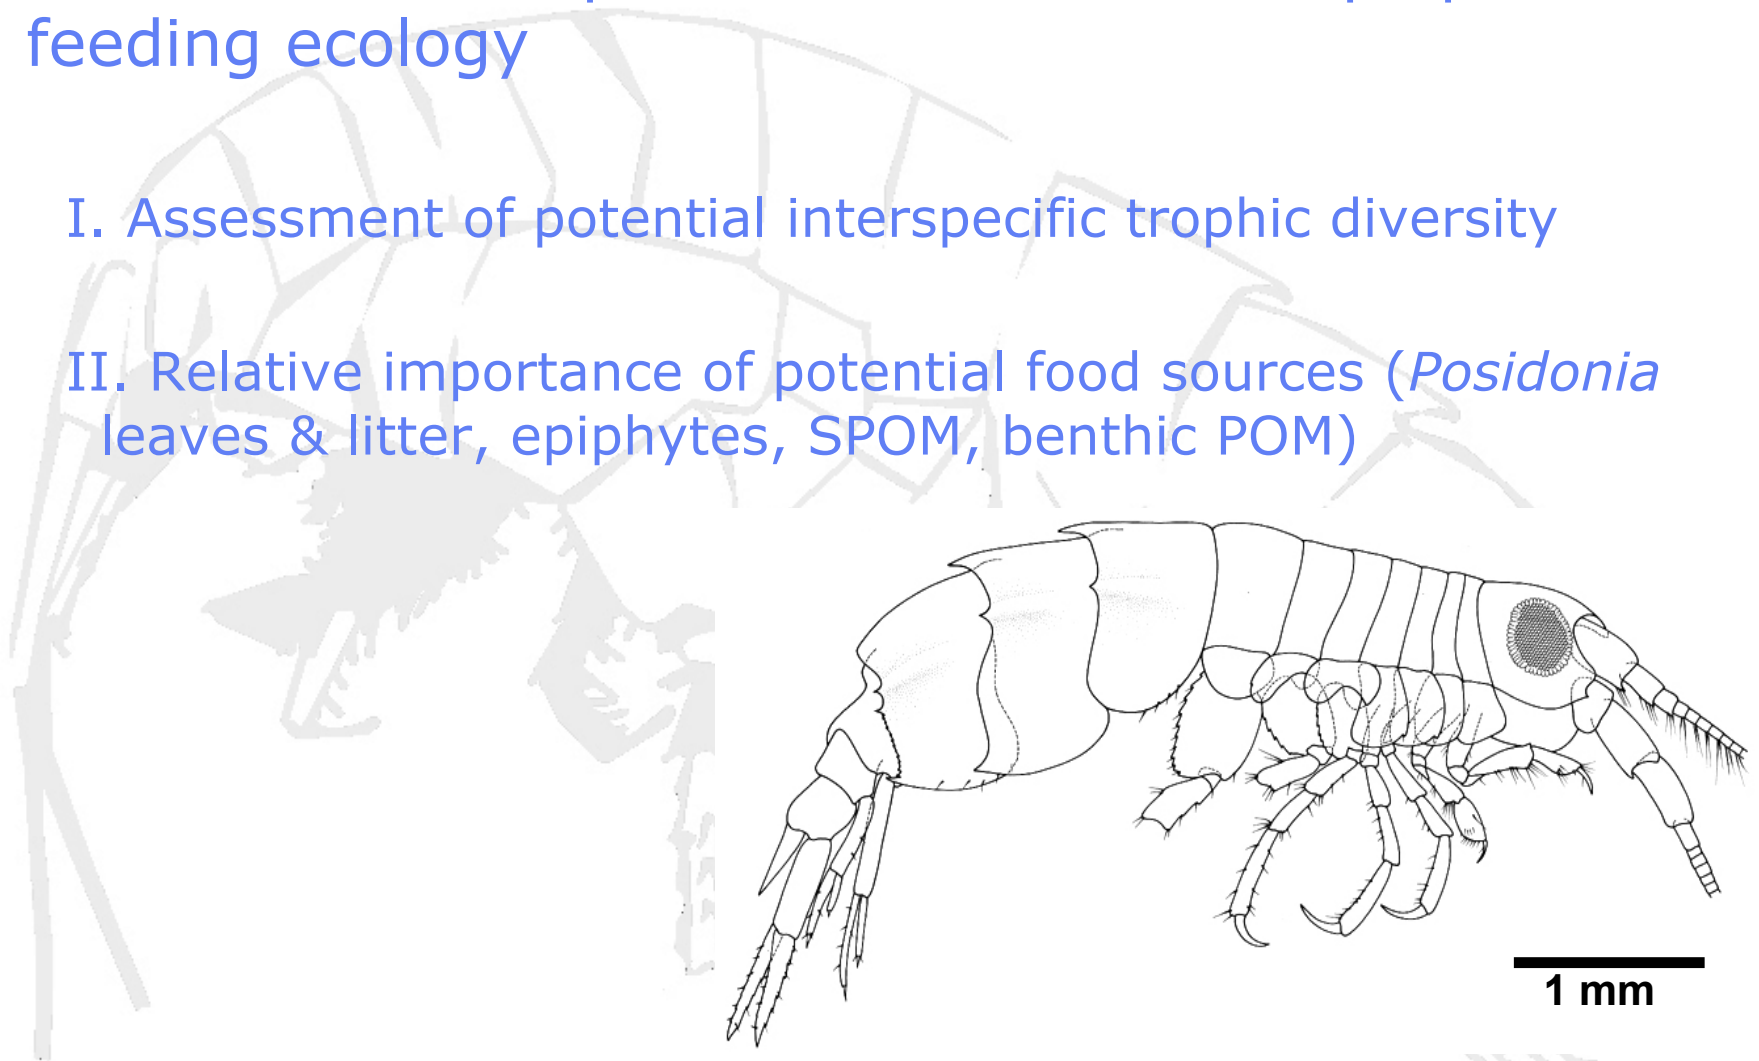 feeding ecology
I. Assessment of potential interspecific trophic diversity
II. Relative importance of potential food sources (Posidonia
leaves & litter, epiphytes, SPOM, benthic POM)
1 mm